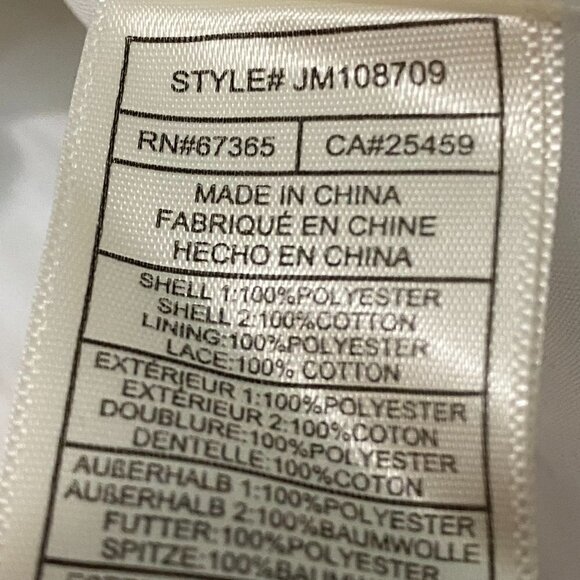 STYLE# JM108709
RN#67365 CA#25459
MADE IN CHINA
FABRIQUÉ EN CHINE
HECHO EN CHINA
SHELL 1:100%POLYESTER
SHELL 2:100%COTTON
LINING:100%POLYESTER
LACE:100% COTTON
EXTÉRIEUR 1:100%POLYESTER
EXTÉRIEUR 2:100%COTON
DOUBLURE:100%POLYESTER
DENTELLE:100%COTON
AUßERHALB 1:100%POLYESTER
AUßERHALB 2:100%BAUMWOLLE
FUTTER:100%POLYESTER